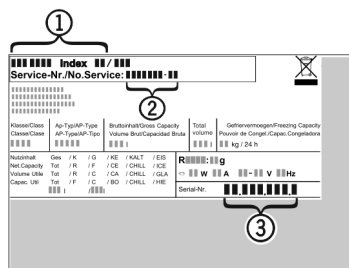 1
Index /
Service-Nr./No.Service: -
2
Klasse/Class Ap-Typ/AP-Type Bruttoinhalt/Gross Capacity Total Gefriervermoegen/Freezing Capacity
Classe/Clase AP-Type/AP-Tipo Volume Brut/Capacidad Bruta volume Pouvoir de Congel./Capac.Congeladora
l l kg / 24 h
Nutzinhalt Ges / K / G / KE / KALT / EIS
Net.Capacity Tot / R / F / CE / CHILL / ICE
Volume Utile Tot / R / C / CA / CHILL / GLA
Capac. Util Tot / F / C / BO / CHILL / HIE
l / l
R : g
W A - V Hz
Serial-Nr. . . .
3